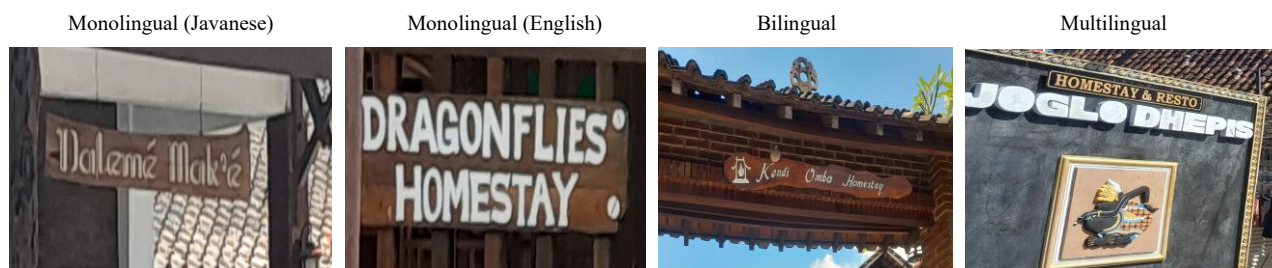 Monolingual (Javanese)
Monolingual (English)
Bilingual
Multilingual
Dalemé Mak'é
DRAGONFLIES
HOMESTAY
Kendi Ombo Homestay
HOMESTAY & RESTO
JOGLO DHEPIS